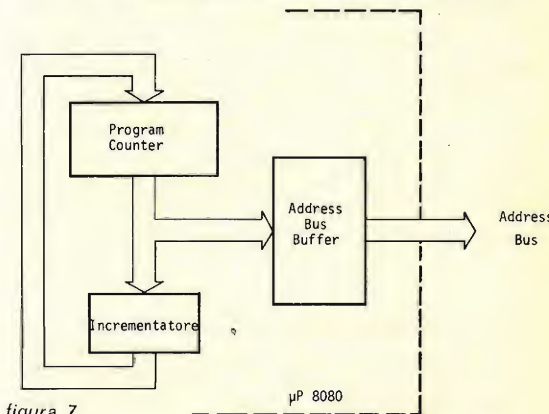 Program
Counter
Address
Bus
Buffer
Address
Bus
Incrementatore
µP 8080
figura 7